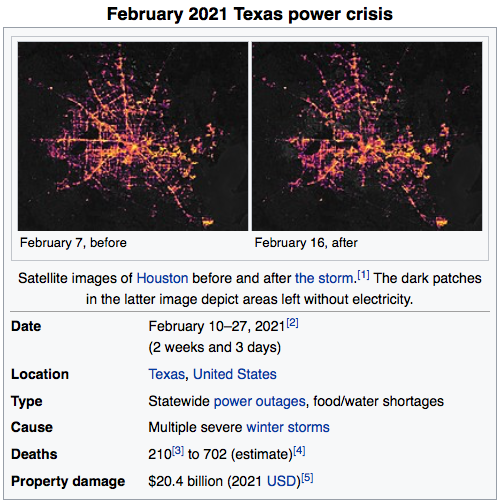 February 2021 Texas power crisis
February 7, before
February 16, after
Satellite images of Houston before and after the storm.[1] The dark patches
in the latter image depict areas left without electricity.
Date February 10–27, 2021[2]
(2 weeks and 3 days)
Location Texas, United States
Type Statewide power outages, food/water shortages
Cause Multiple severe winter storms
Deaths 210[3] to 702 (estimate)[4]
Property damage $20.4 billion (2021 USD)[5]